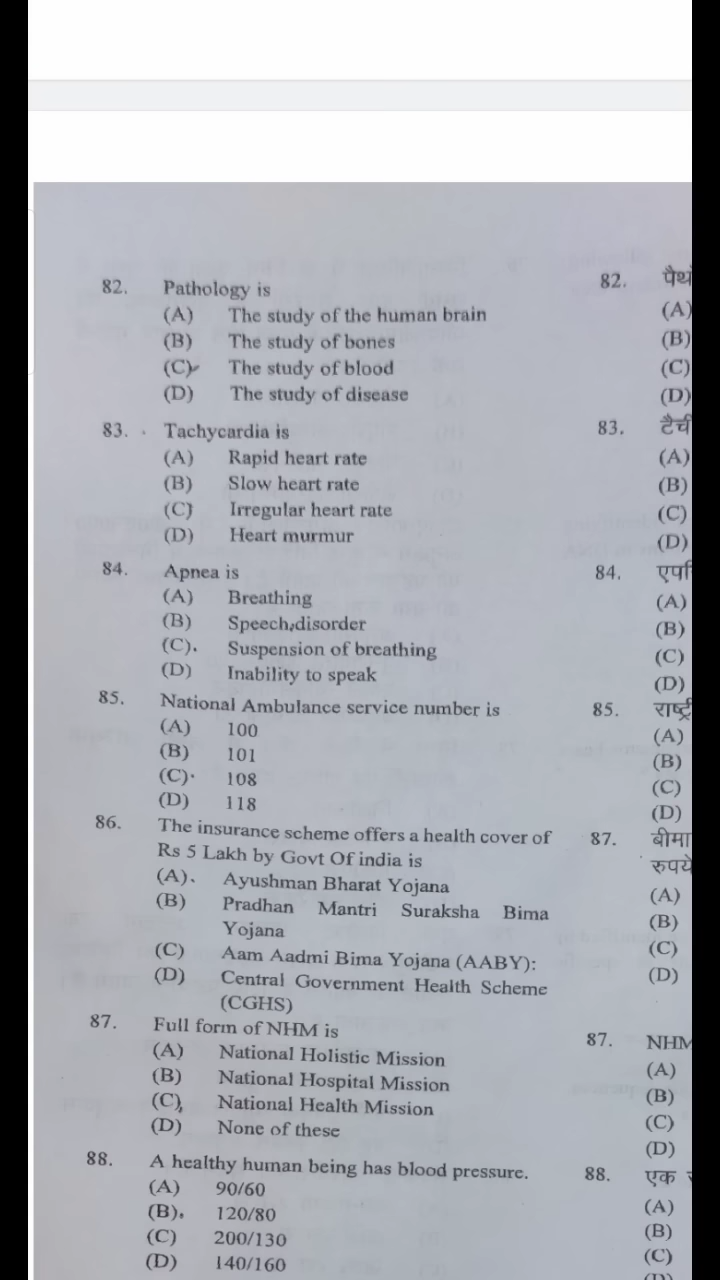 82. Pathology is
(A) The study of the human brain
(B) The study of bones
(C) The study of blood
(D) The study of disease
83. Tachycardia is
(A) Rapid heart rate
(B) Slow heart rate
(C) Irregular heart rate
(D) Heart murmur
84. Apnea is
(A) Breathing
(B) Speech disorder
(C) Suspension of breathing
(D) Inability to speak
85. National Ambulance service number is
(A) 100
(B) 101
(C) 108
(D) 118
86. The insurance scheme offers a health cover of
Rs 5 Lakh by Govt Of india is
(A) Ayushman Bharat Yojana
(B) Pradhan Mantri Suraksha Bima
Yojana
(C) Aam Aadmi Bima Yojana (AABY):
(D) Central Government Health Scheme
(CGHS)
87. Full form of NHM is
(A) National Holistic Mission
(B) National Hospital Mission
(C) National Health Mission
(D) None of these
88. A healthy human being has blood pressure.
(A) 90/60
(B) 120/80
(C) 200/130
(D) 140/160
82.
(A)
(B)
(C)
(D)
83.
(A)
(B)
(C)
(D)
84.
(A)
(B)
(C)
(D)
85.
(A)
(B)
(C)
(D)
87. बीमा
रुपये
(A)
(B)
(C)
(D)
87. NHM
(A)
(B)
(C)
(D)
88. एक
(A)
(B)
(C)